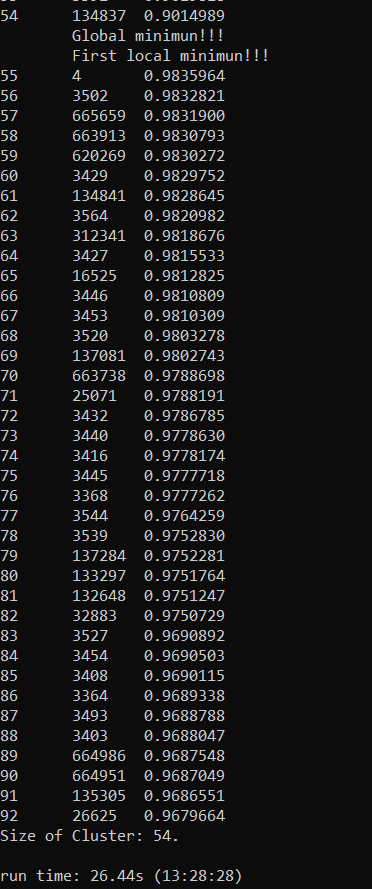 54 134837 0.9014989
Global minimun!!!
First local minimun!!!
55 4 0.9835964
56 3502 0.9832821
57 665659 0.9831900
58 663913 0.9830793
59 620269 0.9830272
60 3429 0.9829752
61 134841 0.9828645
62 3564 0.9820982
63 312341 0.9818676
64 3427 0.9815533
65 16525 0.9812825
66 3446 0.9810809
67 3453 0.9810309
68 3520 0.9803278
69 137081 0.9802743
70 663738 0.9788698
71 25071 0.9788191
72 3432 0.9786785
73 3440 0.9778630
74 3416 0.9778174
75 3445 0.9777718
76 3368 0.9777262
77 3544 0.9764259
78 3539 0.9752830
79 137284 0.9752281
80 133297 0.9751764
81 132648 0.9751247
82 32883 0.9750729
83 3527 0.9690892
84 3454 0.9690503
85 3408 0.9690115
86 3364 0.9689338
87 3493 0.9688788
88 3403 0.9688047
89 664986 0.9687548
90 664951 0.9687049
91 135305 0.9686551
92 26625 0.9679664
Size of Cluster: 54.
run time: 26.44s (13:28:28)